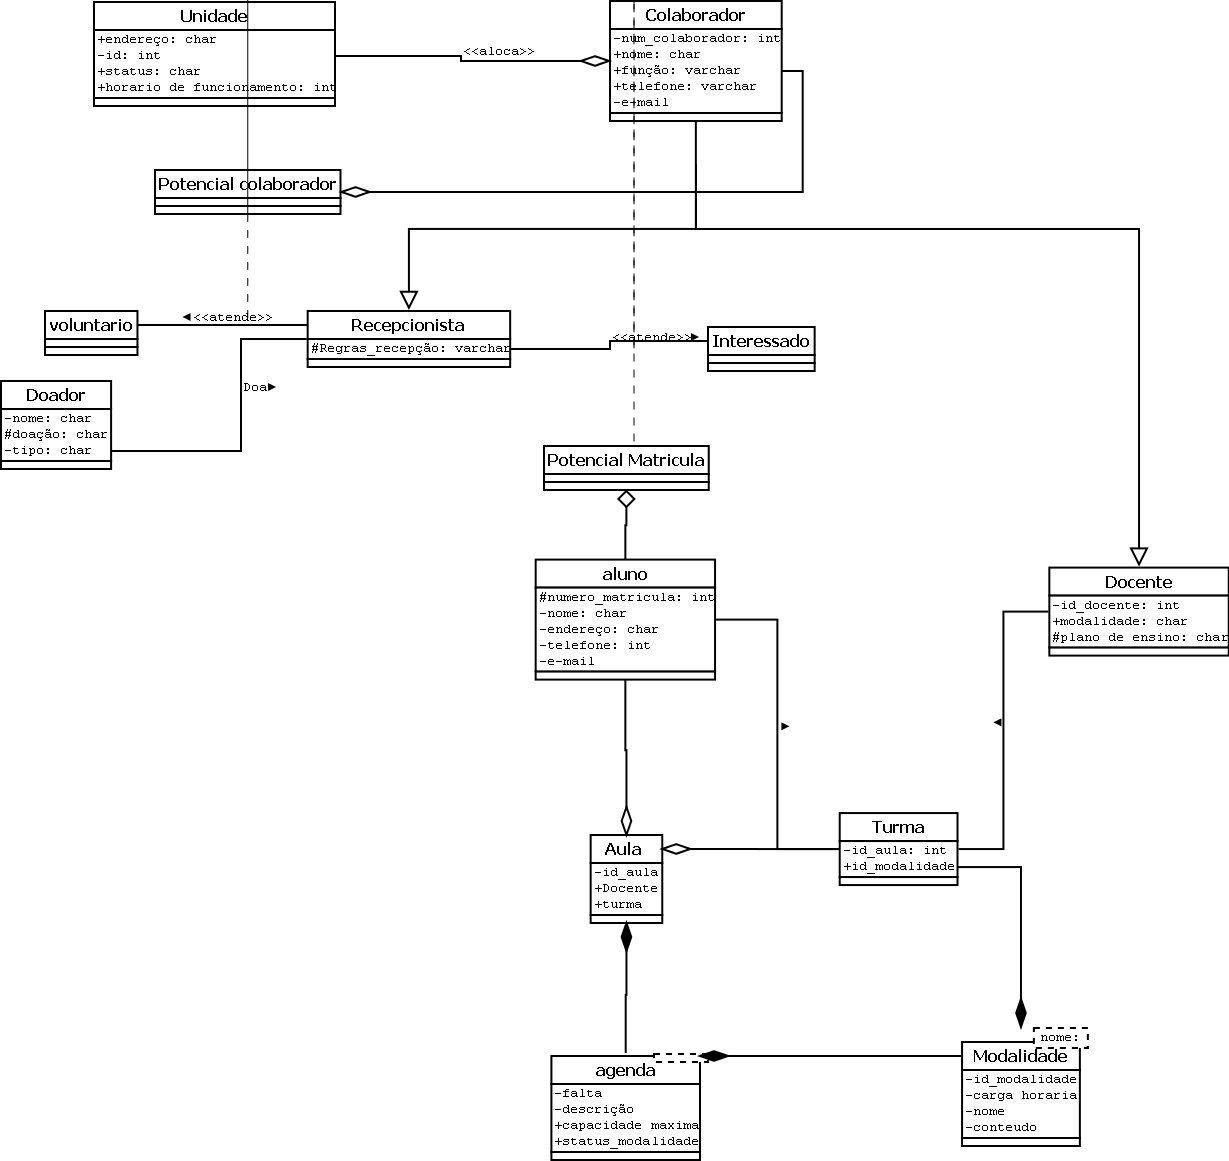 Unidade
+endereço: char
-id: int
+status: char
+horario de funcionamento: int
<<aloca>>
Colaborador
-num_colaborador: int
+nome: char
+função: varchar
+telefone: varchar
-e-mail
Potencial colaborador
voluntario
<<atende>>
Recepcionista
#Regras_recepção: varchar
<<atende>>
Interessado
Doador
-nome: char
#doação: char
-tipo: char
Doa
Potencial Matricula
aluno
#numero_matricula: int
-nome: char
-endereço: char
-telefone: int
-e-mail
Docente
-id_docente: int
+modalidade: char
#plano de ensino: char
Aula
-id_aula
+Docente
+turma
Turma
-id_aula: int
+id_modalidade
agenda
-falta
-descrição
+capacidade maxima
+status_modalidade
nome:
Modalidade
-id_modalidade
-carga horaria
-nome
-conteudo